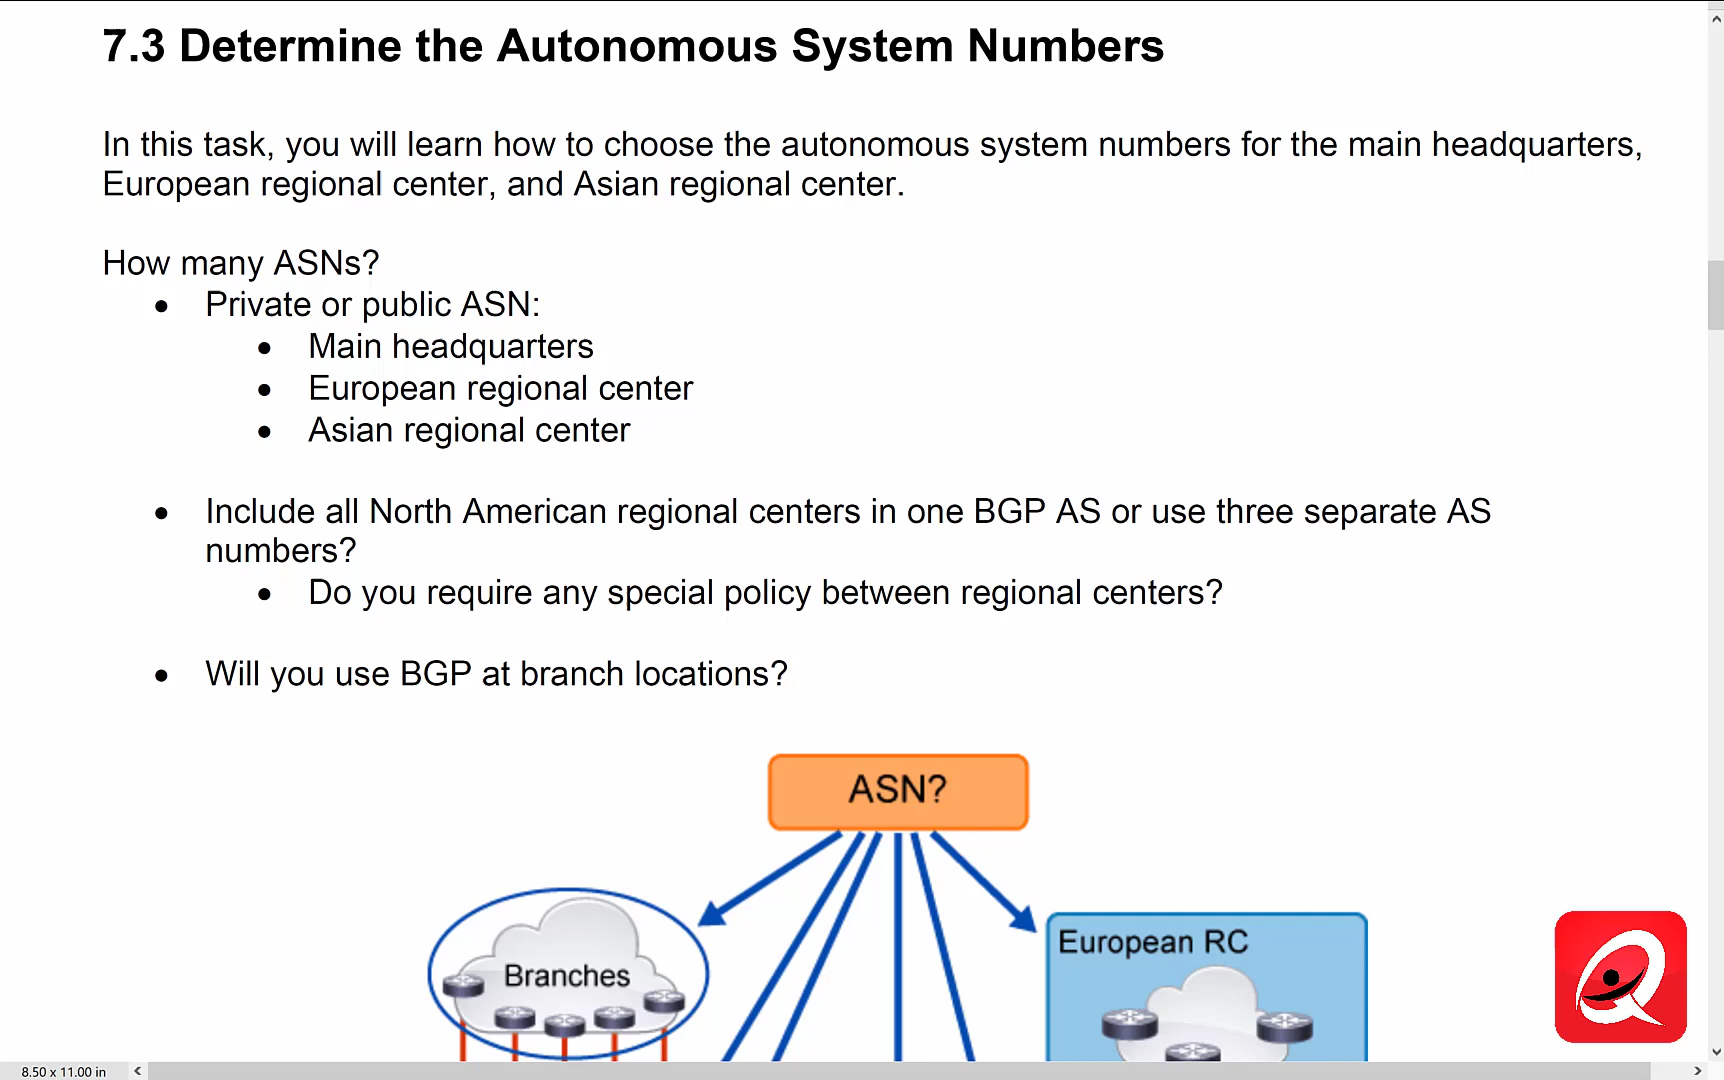 7.3 Determine the Autonomous System Numbers
In this task, you will learn how to choose the autonomous system numbers for the main headquarters,
European regional center, and Asian regional center.
How many ASNs?
• Private or public ASN:
• Main headquarters
• European regional center
• Asian regional center
• Include all North American regional centers in one BGP AS or use three separate AS
numbers?
• Do you require any special policy between regional centers?
• Will you use BGP at branch locations?
ASN?
European RC
Branches
8.50 x 11.00 in